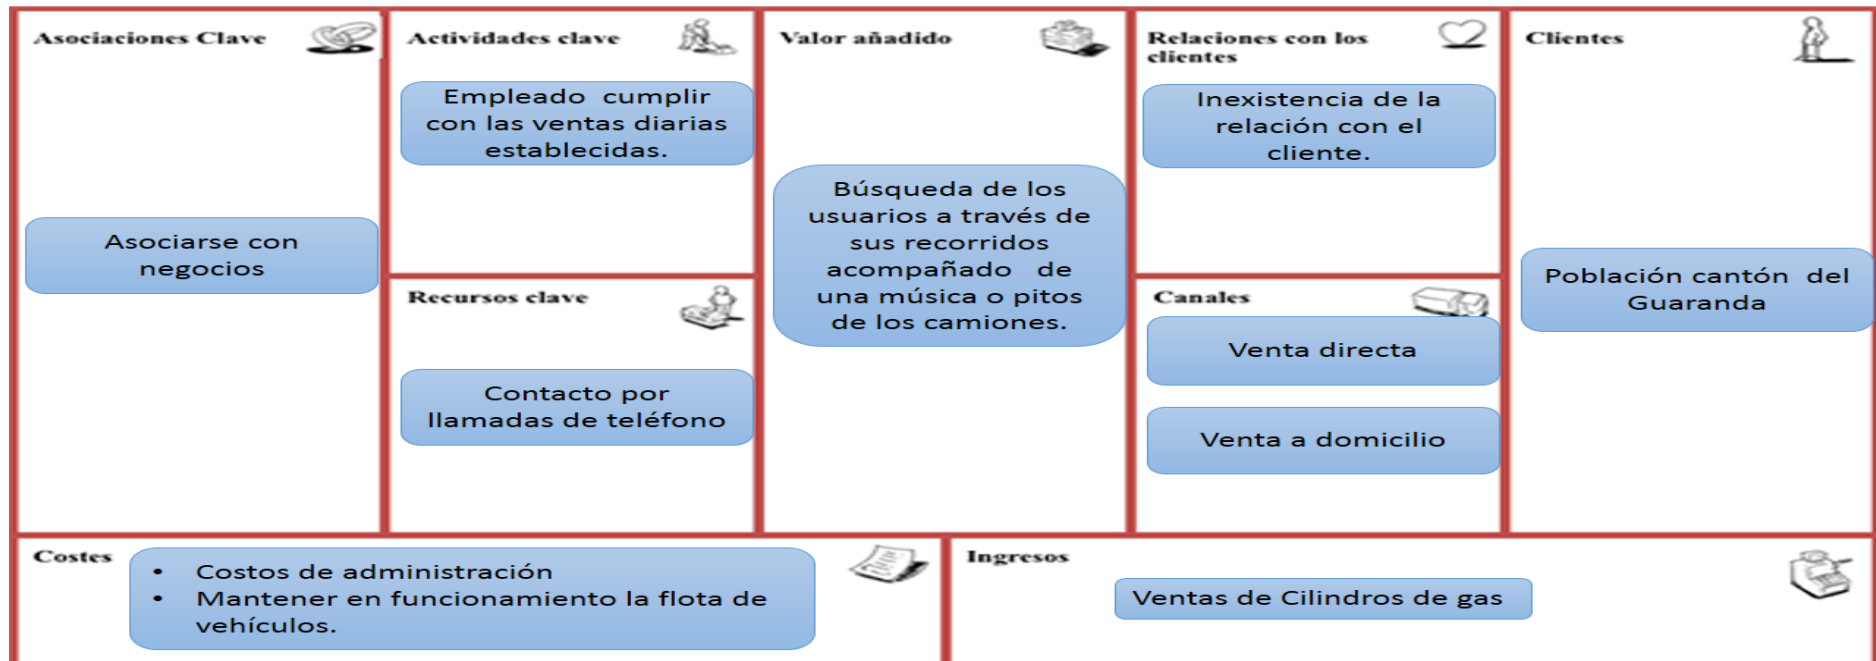 Asociaciones Clave
Asociarse con
negocios
Actividades clave
Empleado cumplir
con las ventas diarias
establecidas.
Recursos clave
Contacto por
llamadas de teléfono
Valor añadido
Búsqueda de los
usuarios a través de
sus recorridos
acompañado de
una música o pitos
de los camiones.
Relaciones con los
clientes
Inexistencia de la
relación con el
cliente.
Canales
Venta directa
Venta a domicilio
Clientes
Población cantón del
Guaranda
Costes
• Costos de administración
• Mantener en funcionamiento la flota de
vehículos.
Ingresos
Ventas de Cilindros de gas